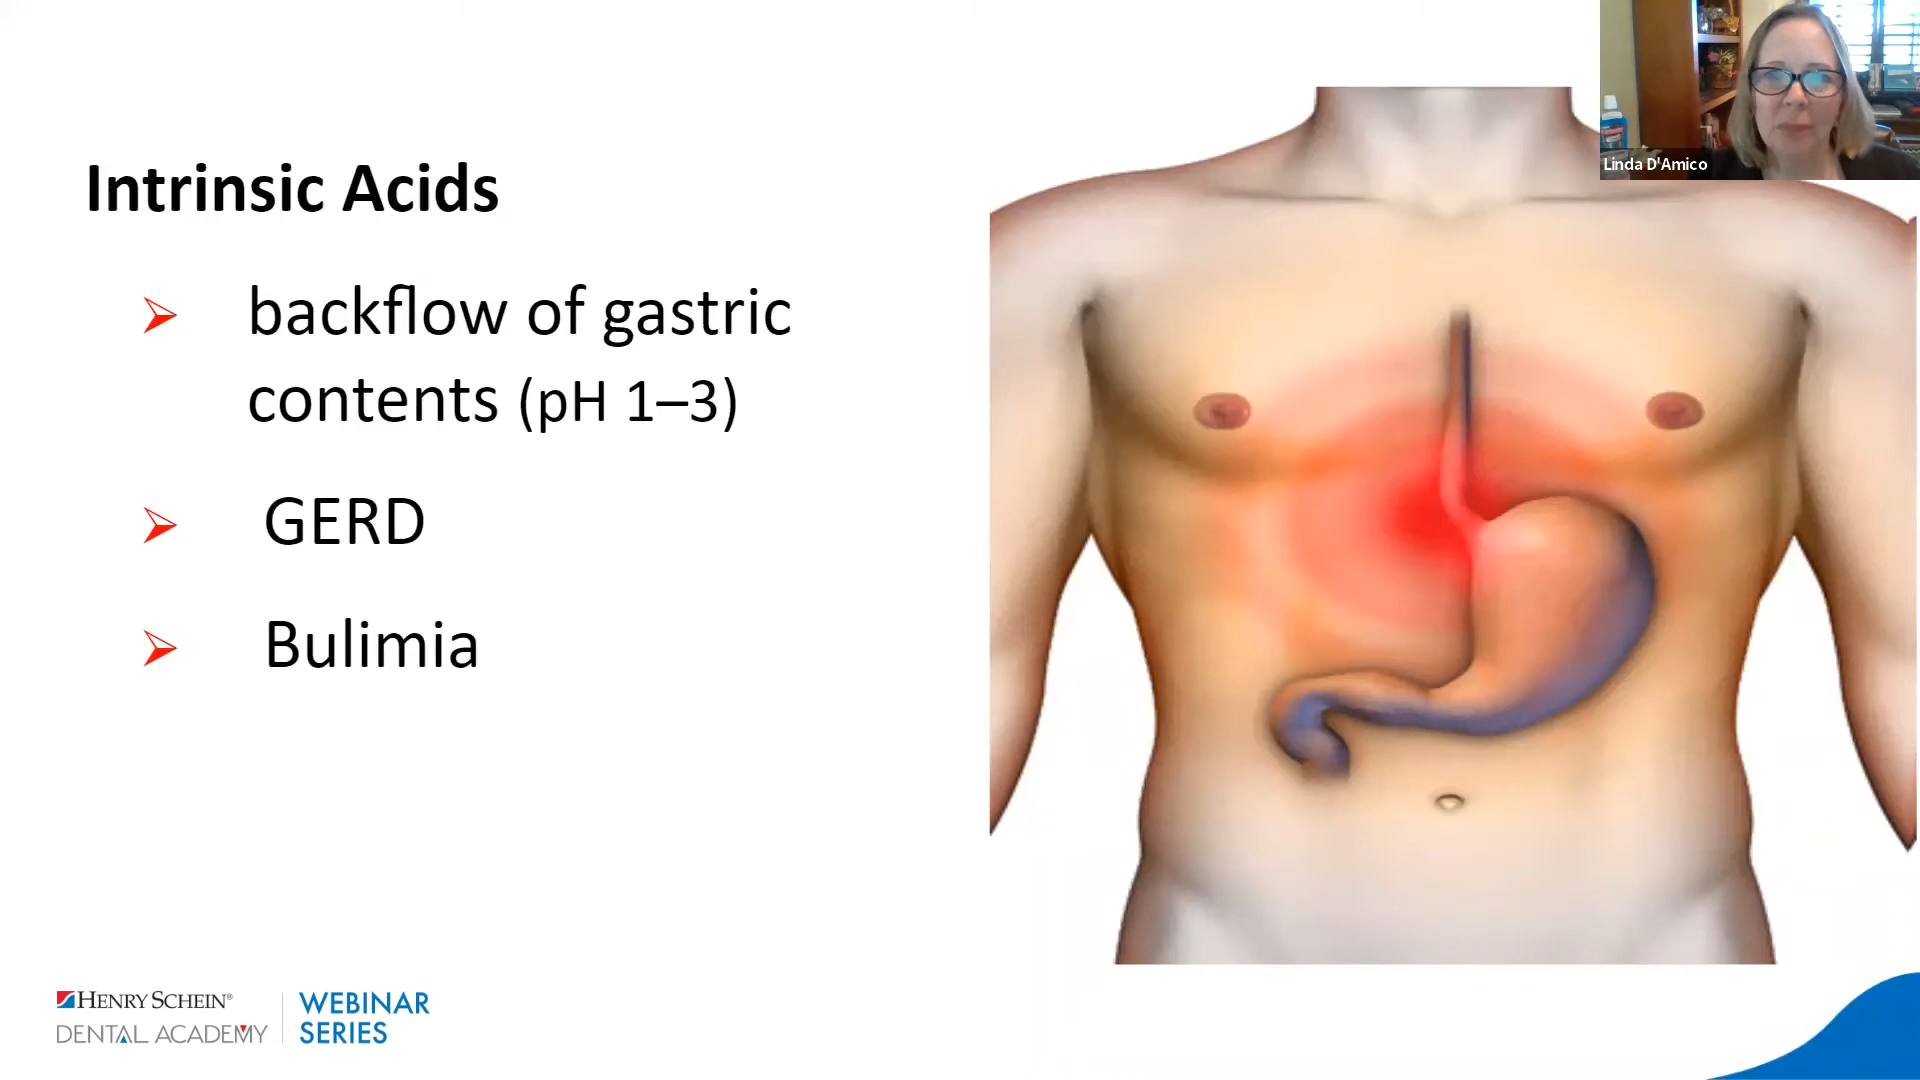 Linda D'Amico
Intrinsic Acids
backflow of gastric
contents (pH 1–3)
GERD
Bulimia
HENRY SCHEIN®
DENTAL ACADEMY
WEBINAR
SERIES